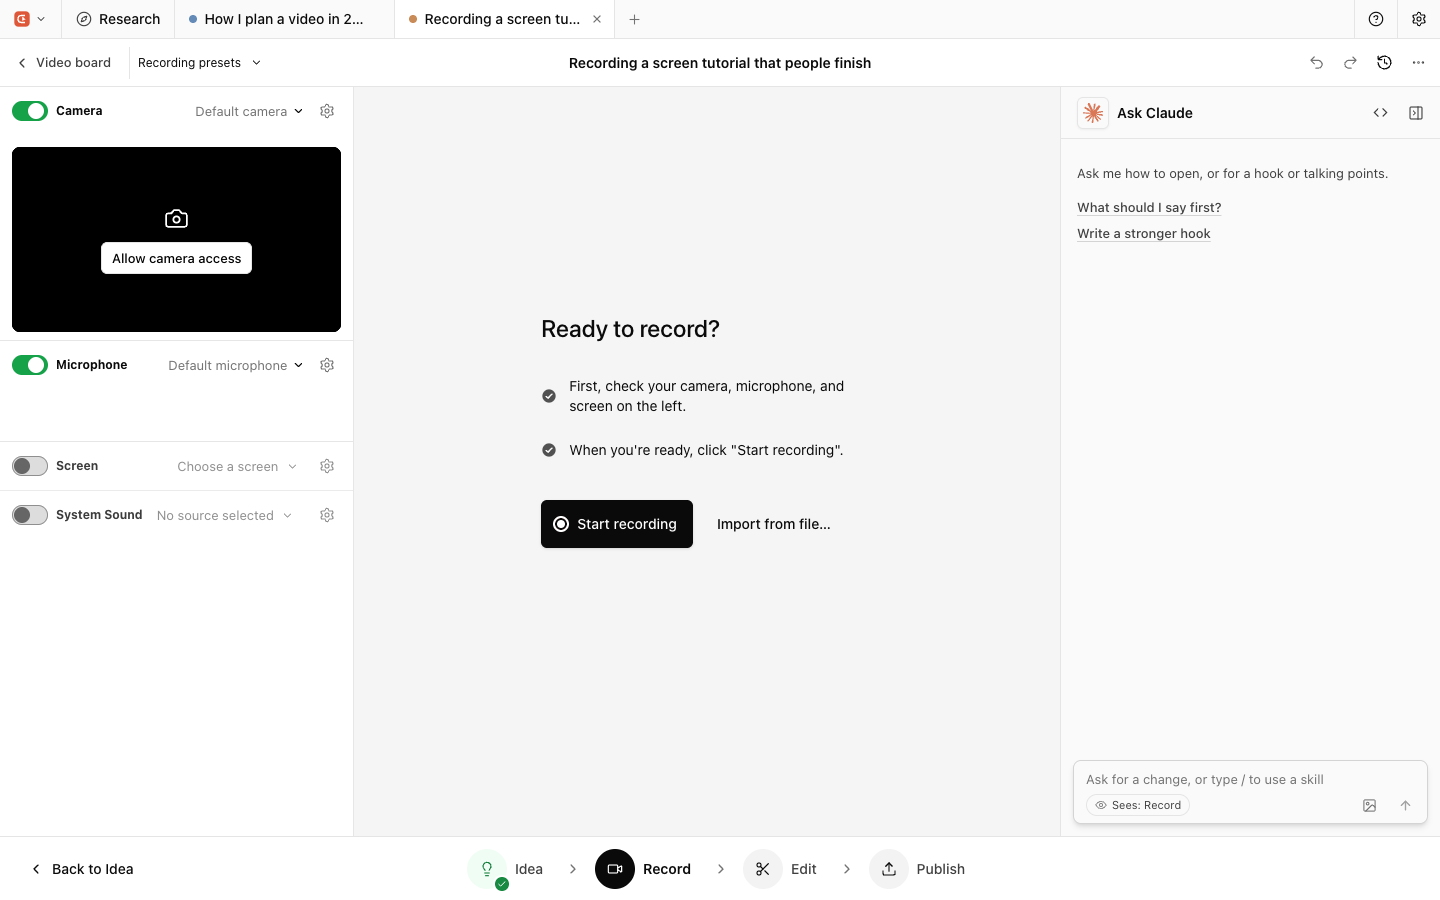 Research
How I plan a video in 2...
Recording a screen tu...
Video board
Recording presets
Recording a screen tutorial that people finish
Camera
Default camera
Allow camera access
Microphone
Default microphone
Screen
Choose a screen
System Sound
No source selected
Ready to record?
First, check your camera, microphone, and
screen on the left.
When you're ready, click "Start recording".
Start recording
Import from file...
Ask Claude
Ask me how to open, or for a hook or talking points.
What should I say first?
Write a stronger hook
Ask for a change, or type / to use a skill
Sees: Record
Back to Idea
Idea
Record
Edit
Publish